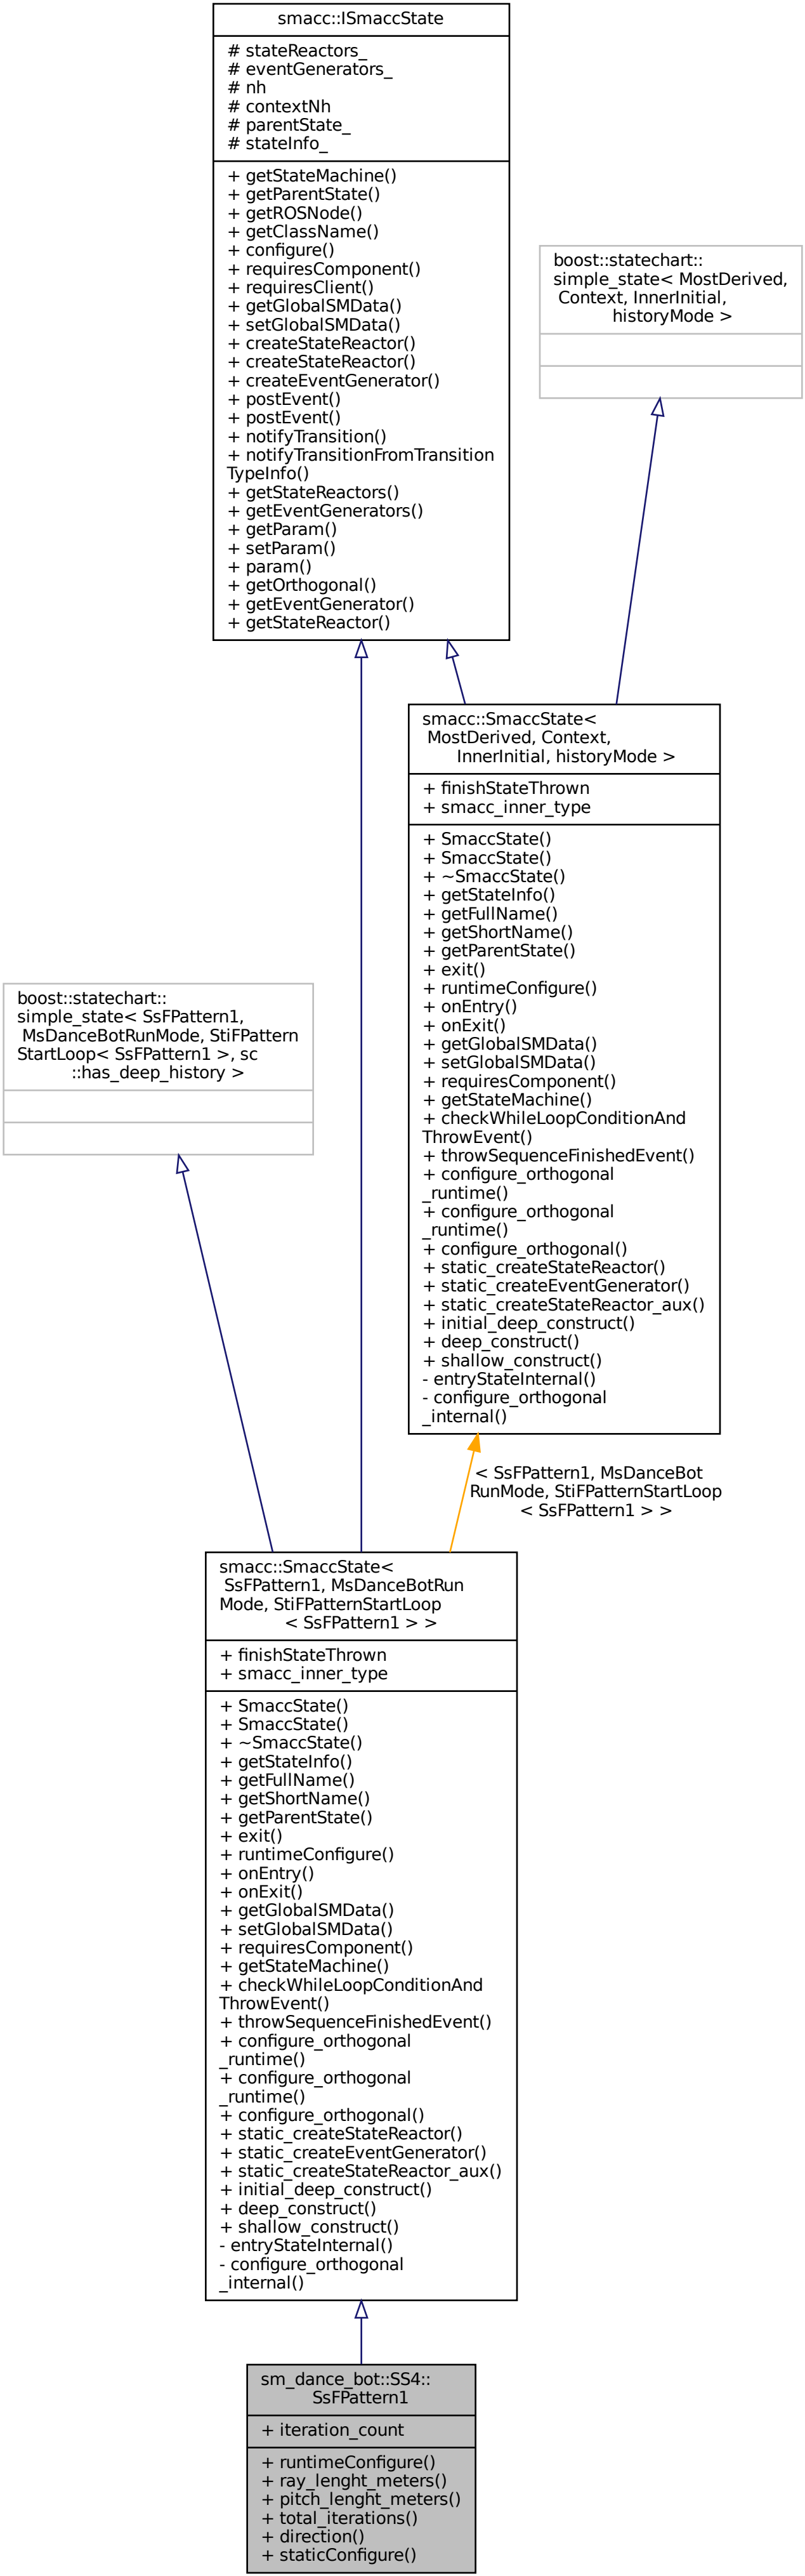 smacc::ISmaccState
# stateReactors_
# eventGenerators_
# nh
# contextNh
# parentState_
# stateInfo_
+ getStateMachine()
+ getParentState()
+ getROSNode()
+ getClassName()
+ configure()
+ requiresComponent()
+ requiresClient()
+ getGlobalSMData()
+ setGlobalSMData()
+ createStateReactor()
+ createStateReactor()
+ createEventGenerator()
+ postEvent()
+ postEvent()
+ notifyTransition()
+ notifyTransitionFromTransition
TypeInfo()
+ getStateReactors()
+ getEventGenerators()
+ getParam()
+ setParam()
+ param()
+ getOrthogonal()
+ getEventGenerator()
+ getStateReactor()
boost::statechart::
simple_state< MostDerived,
Context, InnerInitial,
historyMode >
smacc::SmaccState<
MostDerived, Context,
InnerInitial, historyMode >
+ finishStateThrown
+ smacc_inner_type
+ SmaccState()
+ SmaccState()
+ ~SmaccState()
+ getStateInfo()
+ getFullName()
+ getShortName()
+ getParentState()
+ exit()
+ runtimeConfigure()
+ onEntry()
+ onExit()
+ getGlobalSMData()
+ setGlobalSMData()
+ requiresComponent()
+ getStateMachine()
+ checkWhileLoopConditionAnd
ThrowEvent()
+ throwSequenceFinishedEvent()
+ configure_orthogonal
_runtime()
+ configure_orthogonal
_runtime()
+ configure_orthogonal()
+ static_createStateReactor()
+ static_createEventGenerator()
+ static_createStateReactor_aux()
+ initial_deep_construct()
+ deep_construct()
+ shallow_construct()
- entryStateInternal()
- configure_orthogonal
_internal()
boost::statechart::
simple_state< SsFPattern1,
MsDanceBotRunMode, StiFPattern
StartLoop< SsFPattern1 >, sc
::has_deep_history >
< SsFPattern1, MsDanceBot
RunMode, StiFPatternStartLoop
< SsFPattern1 > >
smacc::SmaccState<
SsFPattern1, MsDanceBotRun
Mode, StiFPatternStartLoop
< SsFPattern1 > >
+ finishStateThrown
+ smacc_inner_type
+ SmaccState()
+ SmaccState()
+ ~SmaccState()
+ getStateInfo()
+ getFullName()
+ getShortName()
+ getParentState()
+ exit()
+ runtimeConfigure()
+ onEntry()
+ onExit()
+ getGlobalSMData()
+ setGlobalSMData()
+ requiresComponent()
+ getStateMachine()
+ checkWhileLoopConditionAnd
ThrowEvent()
+ throwSequenceFinishedEvent()
+ configure_orthogonal
_runtime()
+ configure_orthogonal
_runtime()
+ configure_orthogonal()
+ static_createStateReactor()
+ static_createEventGenerator()
+ static_createStateReactor_aux()
+ initial_deep_construct()
+ deep_construct()
+ shallow_construct()
- entryStateInternal()
- configure_orthogonal
_internal()
sm_dance_bot::SS4::
SsFPattern1
+ iteration_count
+ runtimeConfigure()
+ ray_lenght_meters()
+ pitch_lenght_meters()
+ total_iterations()
+ direction()
+ staticConfigure()